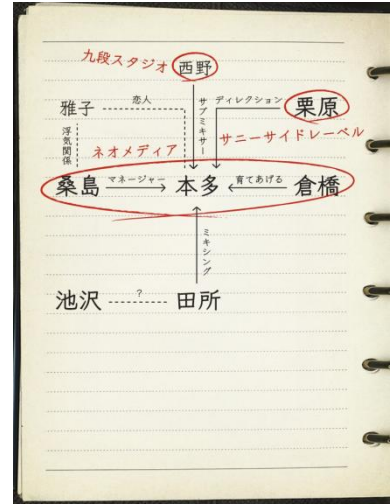 九段スタジオ 西野
雅子 恋人 サブミキサー ディレクション 栗原
浮気関係 ネオメディア サニーサイドレーベル
桑島 マネージャー 本多 育てあげる 倉橋
ミキシング
池沢 ? 田所